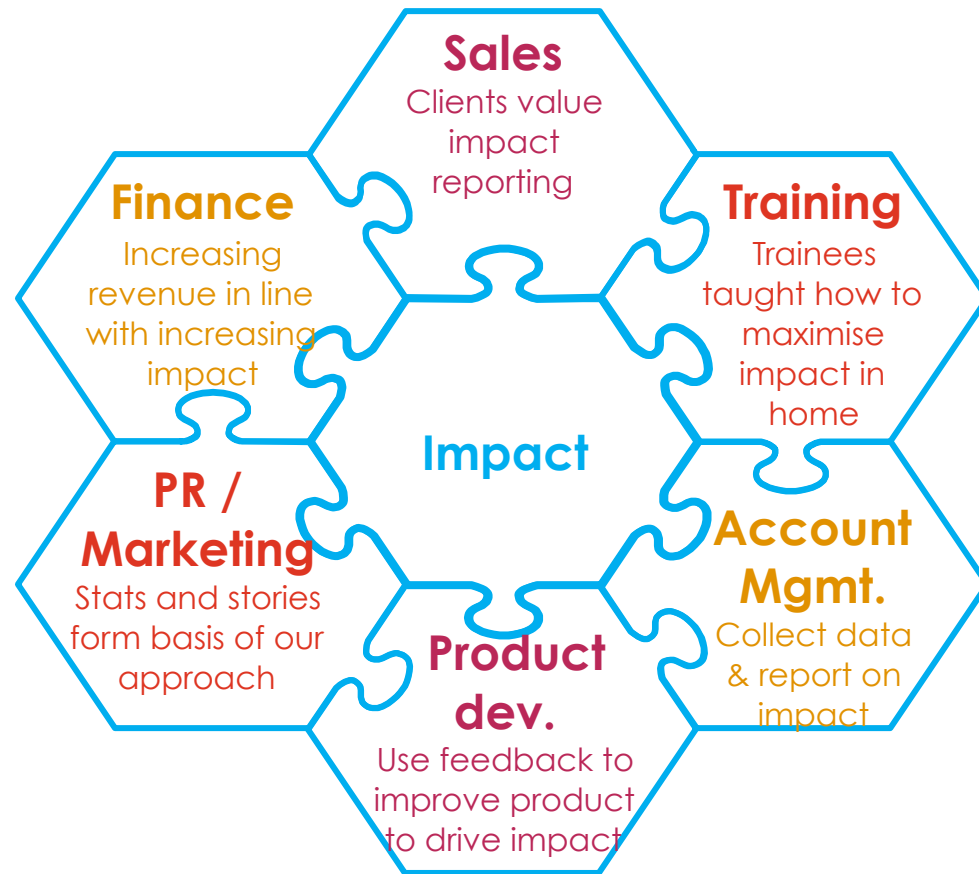 Sales
Clients value
impact
reporting
Finance
Increasing
revenue in line
with increasing
impact
Training
Trainees
taught how to
maximise
impact in
home
Impact
PR /
Marketing
Stats and stories
form basis of our
approach
Account
Mgmt.
Collect data
& report on
impact
Product
dev.
Use feedback to
improve product
to drive impact